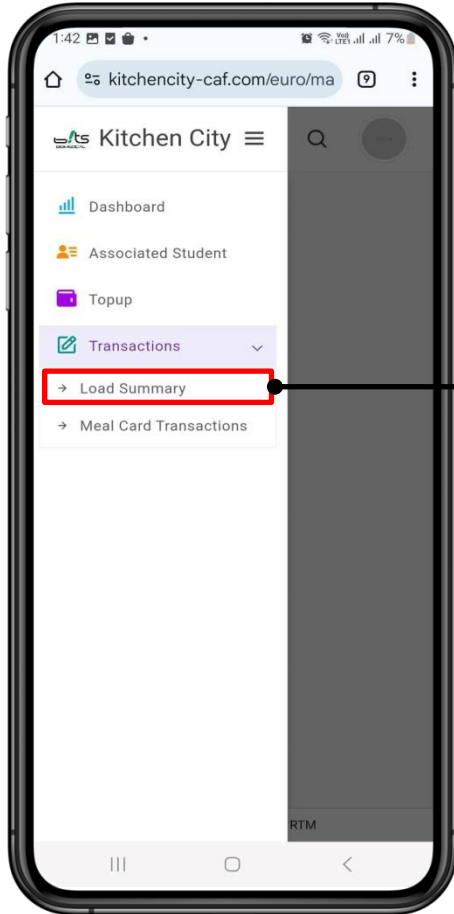 1:42 7%
kitchencity-caf.com/euro/ma 9
bts Kitchen City
Dashboard
Associated Student
Topup
Transactions
Load Summary
Meal Card Transactions
RTM